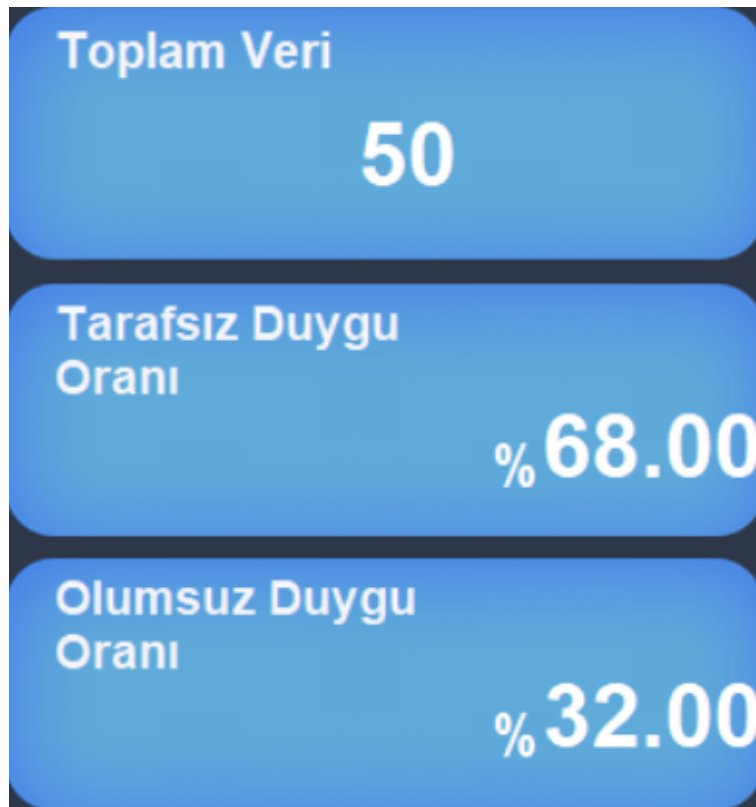 Toplam Veri
50
Tarafsız Duygu
Oranı
%68.00
Olumsuz Duygu
Oranı
%32.00